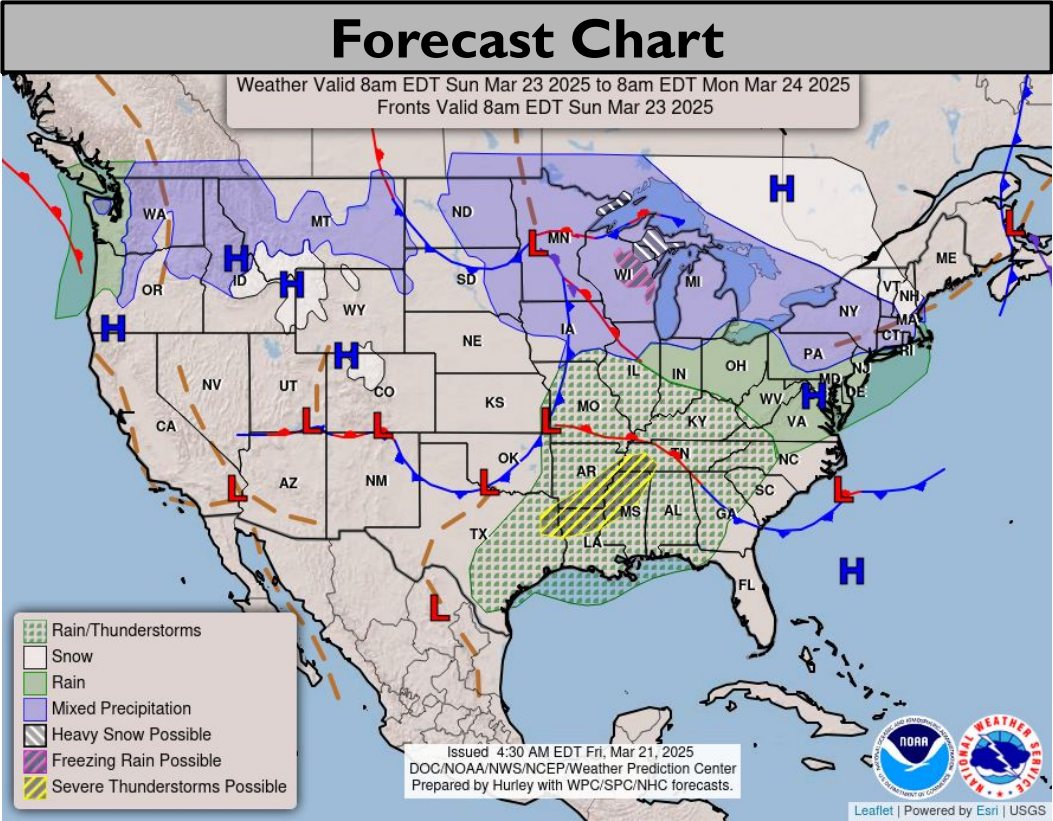 Forecast Chart
Weather Valid 8am EDT Sun Mar 23 2025 to 8am EDT Mon Mar 24 2025
Fronts Valid 8am EDT Sun Mar 23 2025
H
L
WA
MT
ND
MN
ME
H
ID
H
SD
WI
MI
VT
NH
OR
WY
NY
MA
H
IA
CT
RI
H
NE
PA
NV
UT
CO
IL
IN
OH
NJ
MD
DE
H
WV
CA
L
L
KS
L
MO
KY
VA
OK
TN
NC
L
AZ
NM
L
AR
SC
L
TX
MS
AL
GA
LA
H
FL
L
Rain/Thunderstorms
Snow
Rain
Mixed Precipitation
Heavy Snow Possible
Freezing Rain Possible
Severe Thunderstorms Possible
Issued 4:30 AM EDT Fri, Mar 21, 2025
DOC/NOAA/NWS/NCEP/Weather Prediction Center
Prepared by Hurley with WPC/SPC/NHC forecasts.
NOAA
NATIONAL WEATHER SERVICE
Leaflet | Powered by Esri | USGS